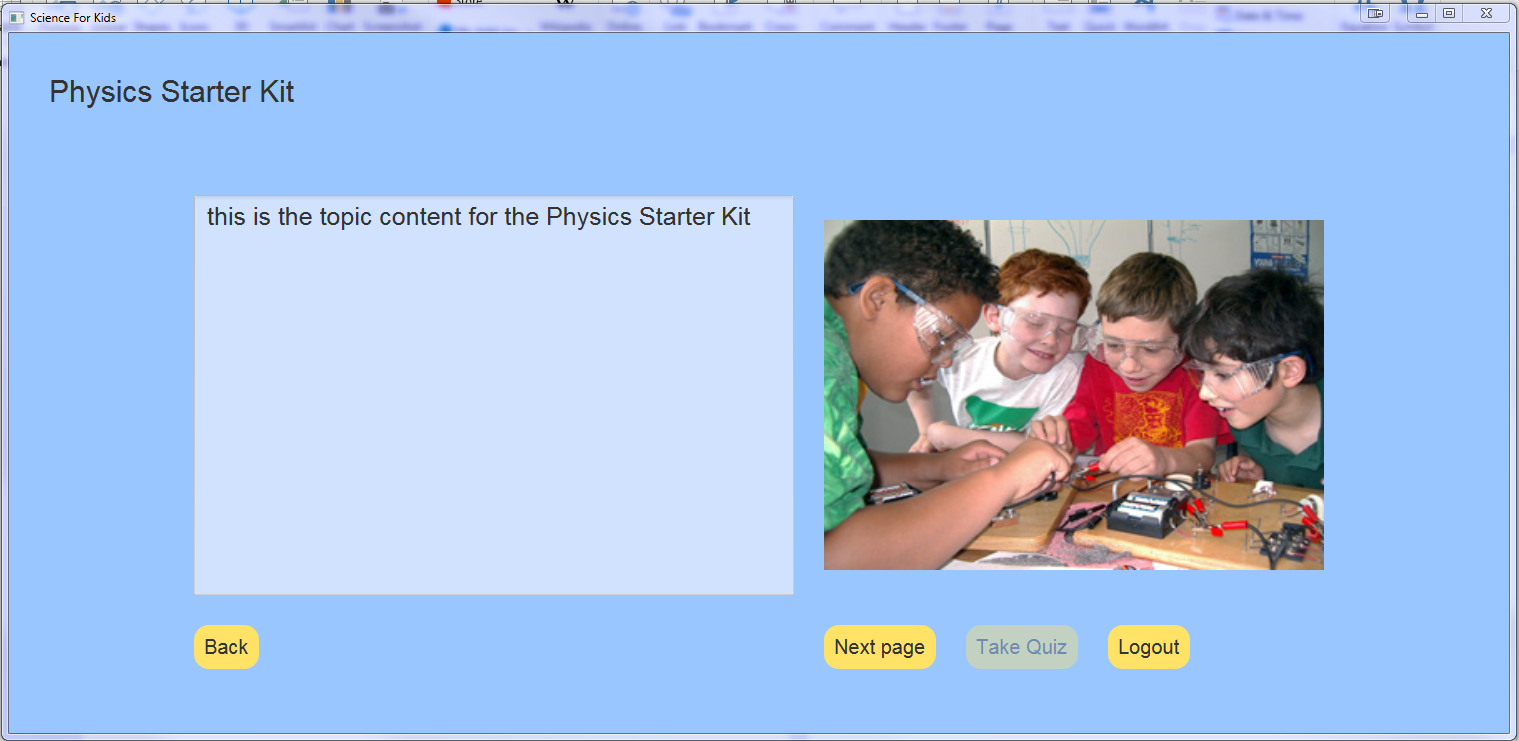 Science For Kids
Physics Starter Kit
this is the topic content for the Physics Starter Kit
Back
Next page
Take Quiz
Logout